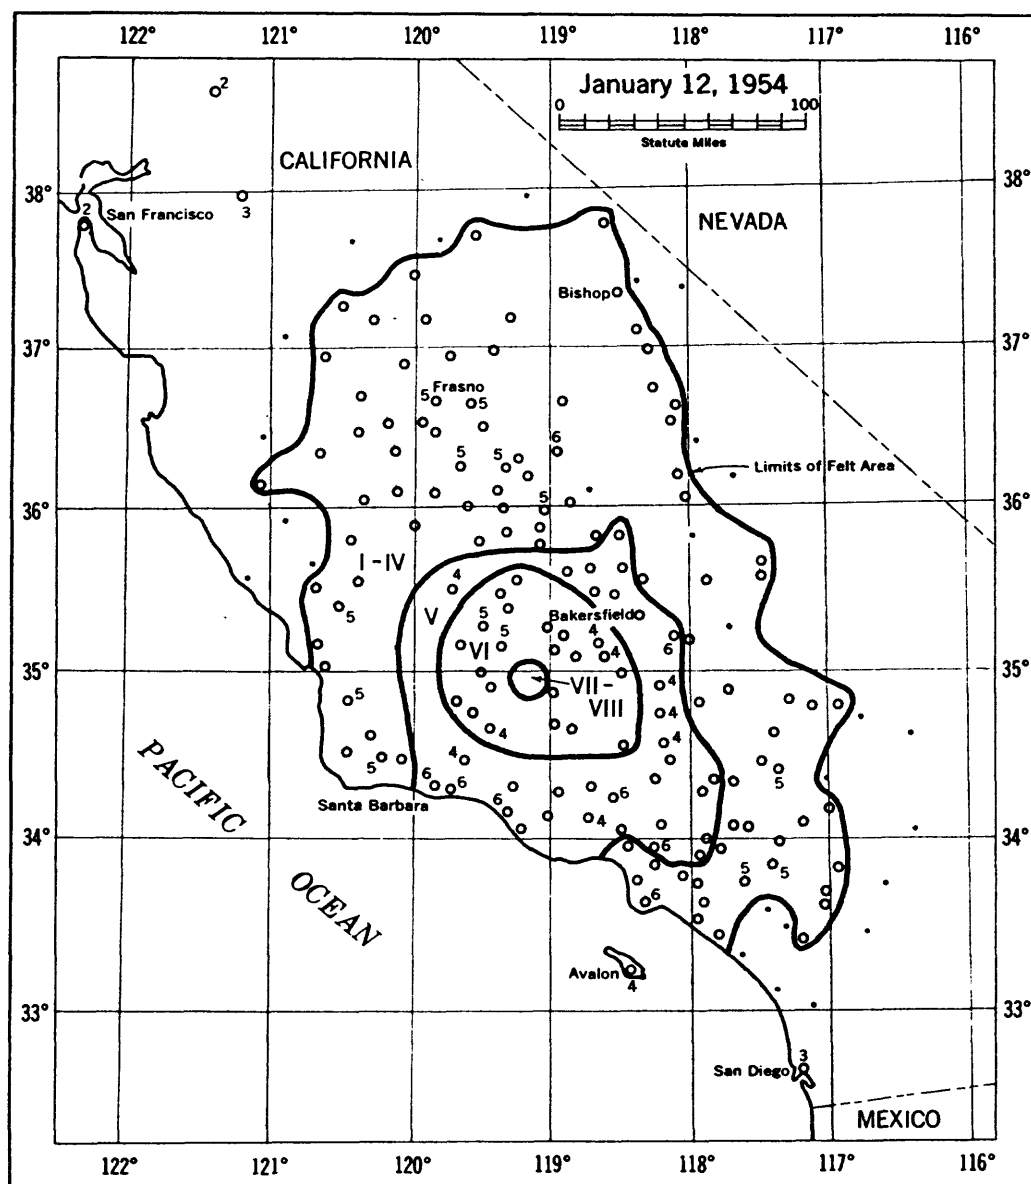 122° 121° 120° 119° 118° 117° 116°
January 12, 1954
0 100
Statute Miles
2
CALIFORNIA
38° 38°
3
2 San Francisco
NEVADA
Bishop
37° 37°
Frasno
5 5
6
5 5
Limits of Felt Area
5
36° 36°
I-IV
4
V
5
5
Bakersfield
5
4
VI
6
4
35° 35°
VII-
VIII
5
4
4
4
5
4
4
6
6
6
5
Santa Barbara
6
4
34° 34°
6
5
5
6
PACIFIC
OCEAN
Avalon
4
33° 33°
3
San Diego
MEXICO
122° 121° 120° 119° 118° 117° 116°